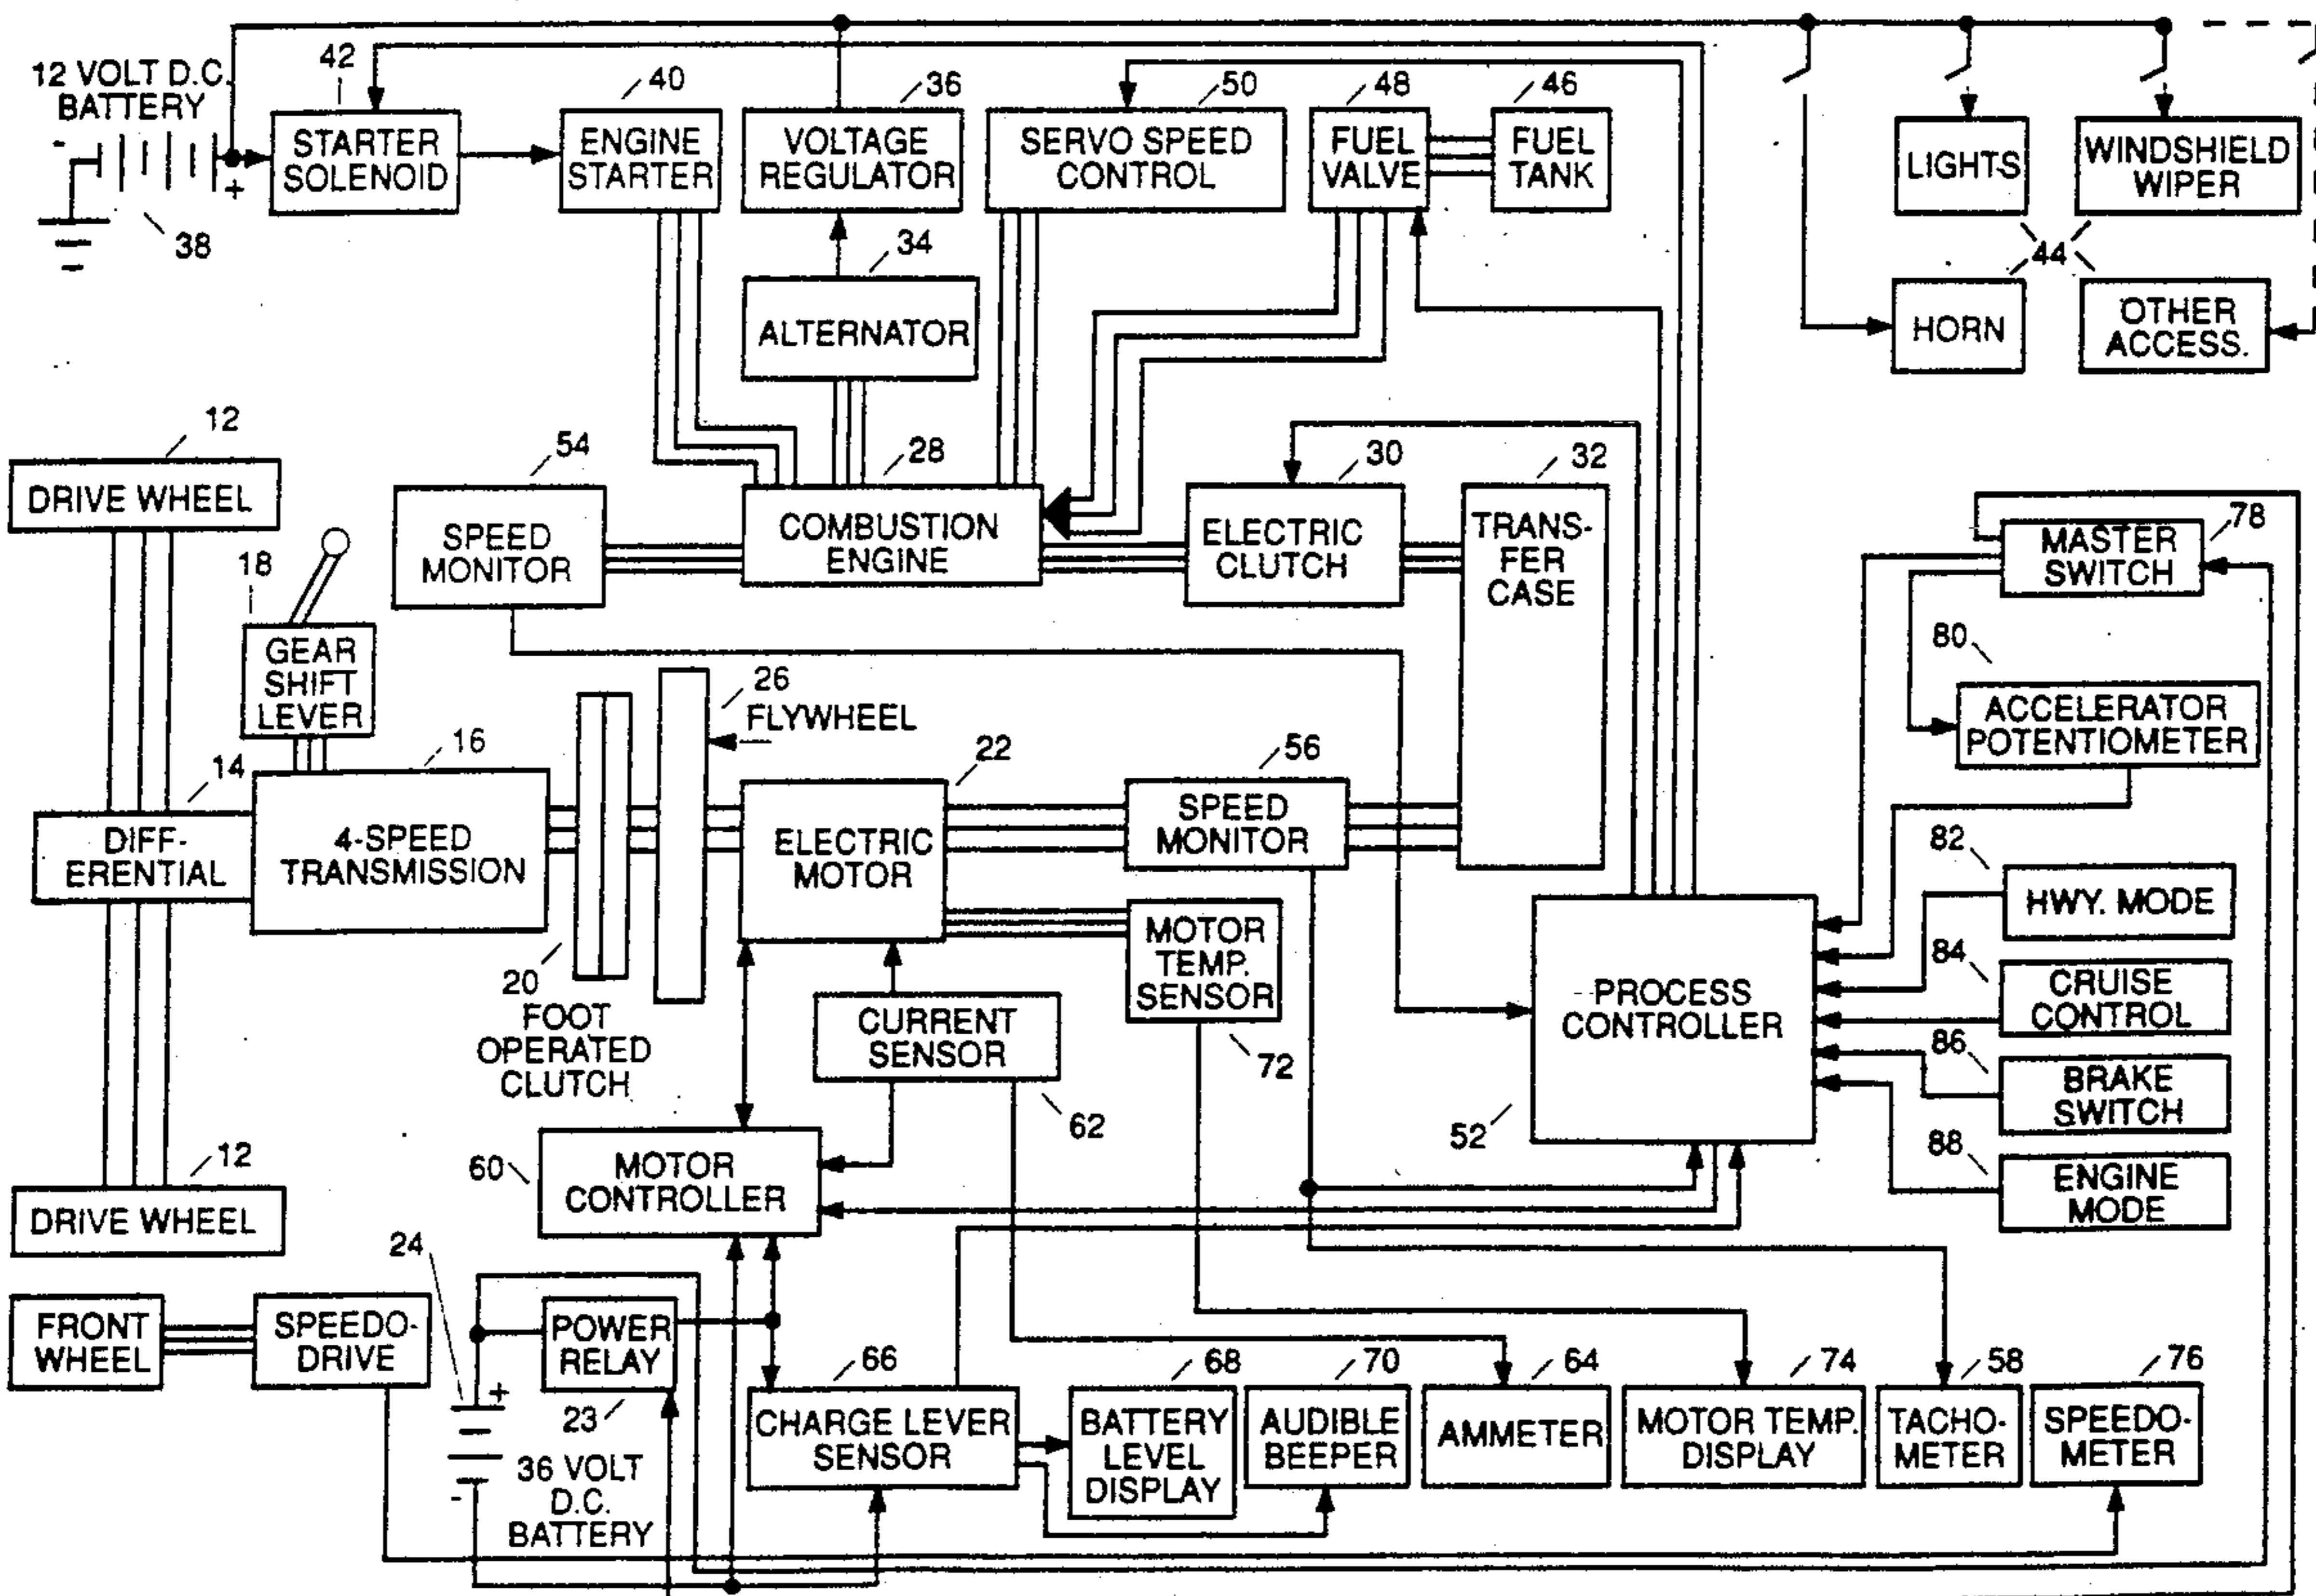 12 VOLT D.C.
BATTERY
-
+
38
42
STARTER
SOLENOID
40
ENGINE
STARTER
36
VOLTAGE
REGULATOR
50
SERVO SPEED
CONTROL
48
FUEL
VALVE
46
FUEL
TANK
LIGHTS
WINDSHIELD
WIPER
44
HORN
OTHER
ACCESS.
34
ALTERNATOR
12
DRIVE WHEEL
54
SPEED
MONITOR
28
COMBUSTION
ENGINE
30
ELECTRIC
CLUTCH
32
TRANS-
FER
CASE
78
MASTER
SWITCH
18
GEAR
SHIFT
LEVER
26
FLYWHEEL
80
ACCELERATOR
POTENTIOMETER
14
DIFF-
ERENTIAL
16
4-SPEED
TRANSMISSION
22
ELECTRIC
MOTOR
56
SPEED
MONITOR
82
HWY. MODE
20
FOOT
OPERATED
CLUTCH
CURRENT
SENSOR
62
MOTOR
TEMP.
SENSOR
72
PROCESS
CONTROLLER
52
84
CRUISE
CONTROL
86
BRAKE
SWITCH
88
ENGINE
MODE
12
DRIVE WHEEL
60
MOTOR
CONTROLLER
24
FRONT
WHEEL
SPEEDO-
DRIVE
+
-
POWER
RELAY
23
36 VOLT
D.C.
BATTERY
66
CHARGE LEVER
SENSOR
68
BATTERY
LEVEL
DISPLAY
70
AUDIBLE
BEEPER
64
AMMETER
74
MOTOR TEMP.
DISPLAY
58
TACHO-
METER
76
SPEEDO-
METER